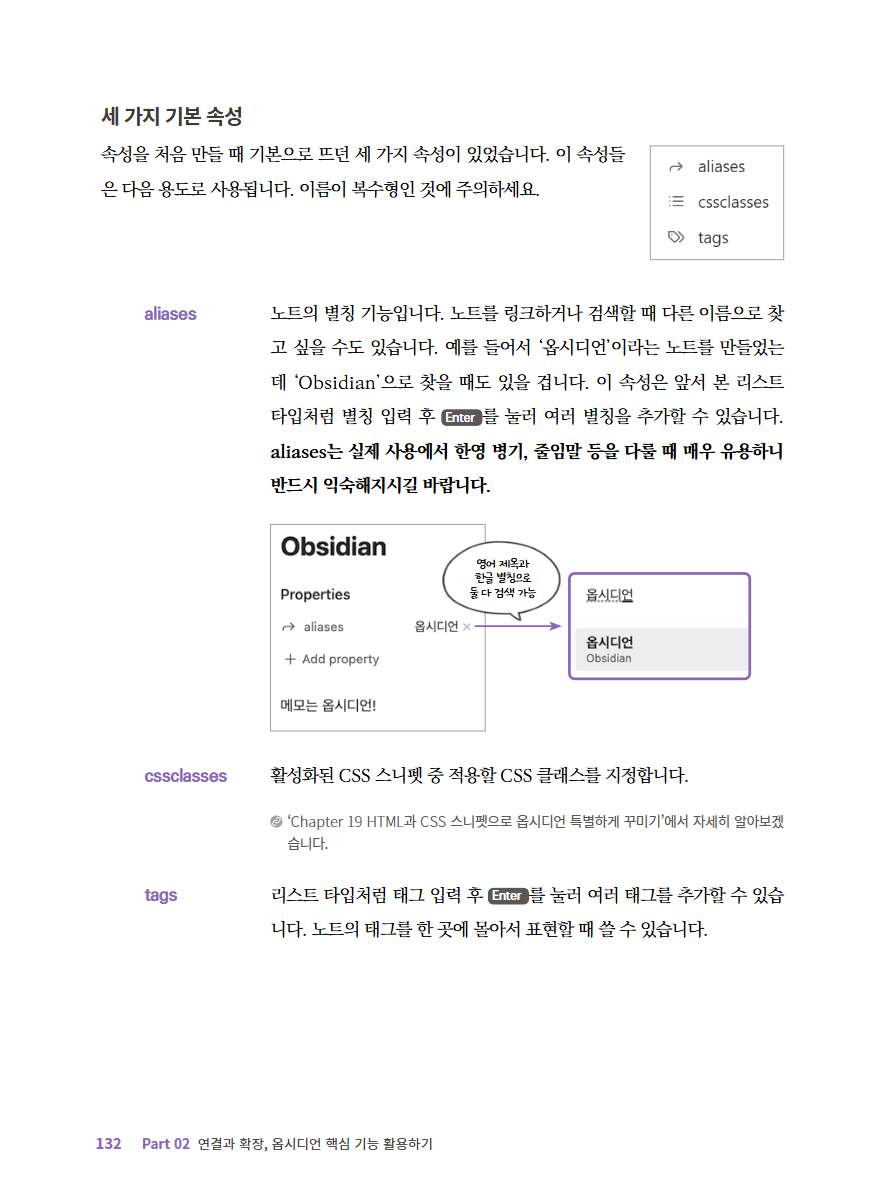 세 가지 기본 속성
속성을 처음 만들 때 기본으로 뜨던 세 가지 속성이 있었습니다. 이 속성들
은 다음 용도로 사용됩니다. 이름이 복수형인 것에 주의하세요.
aliases
cssclasses
tags
aliases
노트의 별칭 기능입니다. 노트를 링크하거나 검색할 때 다른 이름으로 찾
고 싶을 수도 있습니다. 예를 들어서 ‘옵시디언’이라는 노트를 만들었는
데 ‘Obsidian’으로 찾을 때도 있을 겁니다. 이 속성은 앞서 본 리스트
타입처럼 별칭 입력 후 Enter를 눌러 여러 별칭을 추가할 수 있습니다.
aliases는 실제 사용에서 한영 병기, 줄임말 등을 다룰 때 매우 유용하니
반드시 익숙해지시길 바랍니다.
Obsidian
Properties
aliases 옵시디언 ×
+ Add property
메모는 옵시디언!
영어 제목과
한글 별칭으로
둘 다 검색 가능
옵시디언
옵시디언
Obsidian
cssclasses
활성화된 CSS 스니펫 중 적용할 CSS 클래스를 지정합니다.
‘Chapter 19 HTML과 CSS 스니펫으로 옵시디언 특별하게 꾸미기’에서 자세히 알아보겠
습니다.
tags
리스트 타입처럼 태그 입력 후 Enter를 눌러 여러 태그를 추가할 수 있습
니다. 노트의 태그를 한 곳에 몰아서 표현할 때 쓸 수 있습니다.
132 Part 02 연결과 확장, 옵시디언 핵심 기능 활용하기